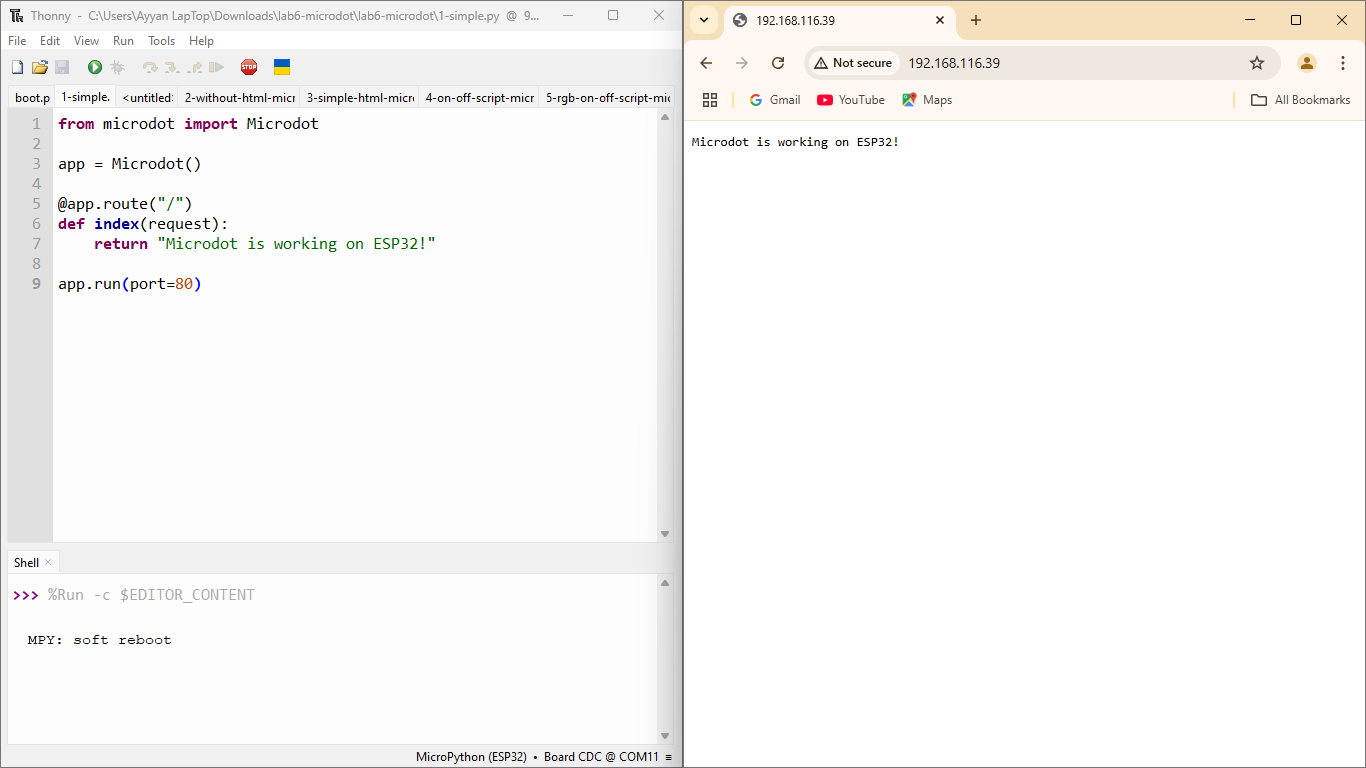 Thonny - C:\Users\Ayyan LapTop\Downloads\lab6-microdot\lab6-microdot\1-simple.py @ 9...
File Edit View Run Tools Help
STOP
boot.p 1-simple. <untitled: 2-without-html-micr 3-simple-html-micro 4-on-off-script-micr 5-rgb-on-off-script-mic
1 from microdot import Microdot
2
3 app = Microdot()
4
5 @app.route("/")
6 def index(request):
7 return "Microdot is working on ESP32!"
8
9 app.run(port=80)
Shell
>>> %Run -c $EDITOR_CONTENT
MPY: soft reboot
MicroPython (ESP32) • Board CDC @ COM11 ≡
192.168.116.39
Not secure 192.168.116.39
Gmail YouTube Maps All Bookmarks
Microdot is working on ESP32!